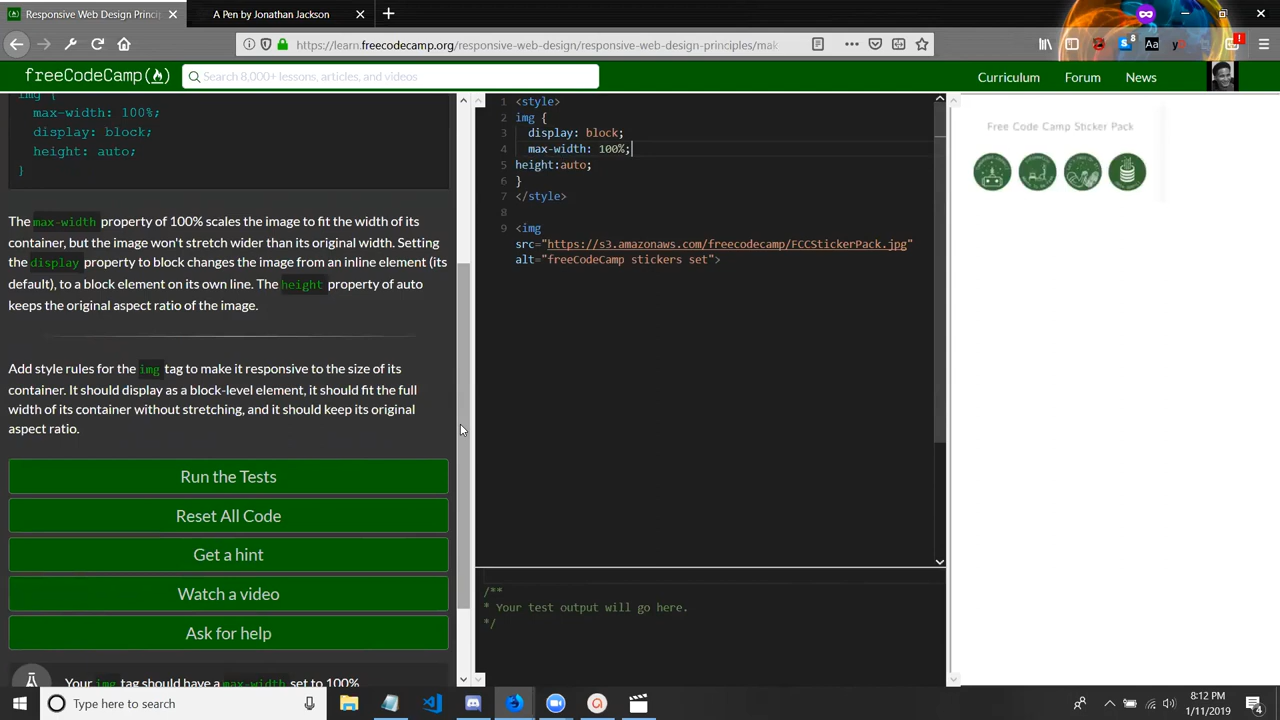 Responsive Web Design Princi
A Pen by Jonathan Jackson
https://learn.freecodecamp.org/responsive-web-design/responsive-web-design-principles/mak
freeCodeCamp
Search 8,000+ lessons, articles, and videos
Curriculum
Forum
News
img {
max-width: 100%;
display: block;
height: auto;
}
The max-width property of 100% scales the image to fit the width of its
container, but the image won't stretch wider than its original width. Setting
the display property to block changes the image from an inline element (its
default), to a block element on its own line. The height property of auto
keeps the original aspect ratio of the image.
Add style rules for the img tag to make it responsive to the size of its
container. It should display as a block-level element, it should fit the full
width of its container without stretching, and it should keep its original
aspect ratio.
Run the Tests
Reset All Code
Get a hint
Watch a video
Ask for help
Your img tag should have a max-width set to 100%
1 <style>
2 img {
3 display: block;
4 max-width: 100%;
5 height:auto;
6 }
7 </style>
8
9 <img
src="https://s3.amazonaws.com/freecodecamp/FCCStickerPack.jpg"
alt="freeCodeCamp stickers set">
/**
* Your test output will go here.
*/
Free Code Camp Sticker Pack
Type here to search
8:12 PM
1/11/2019